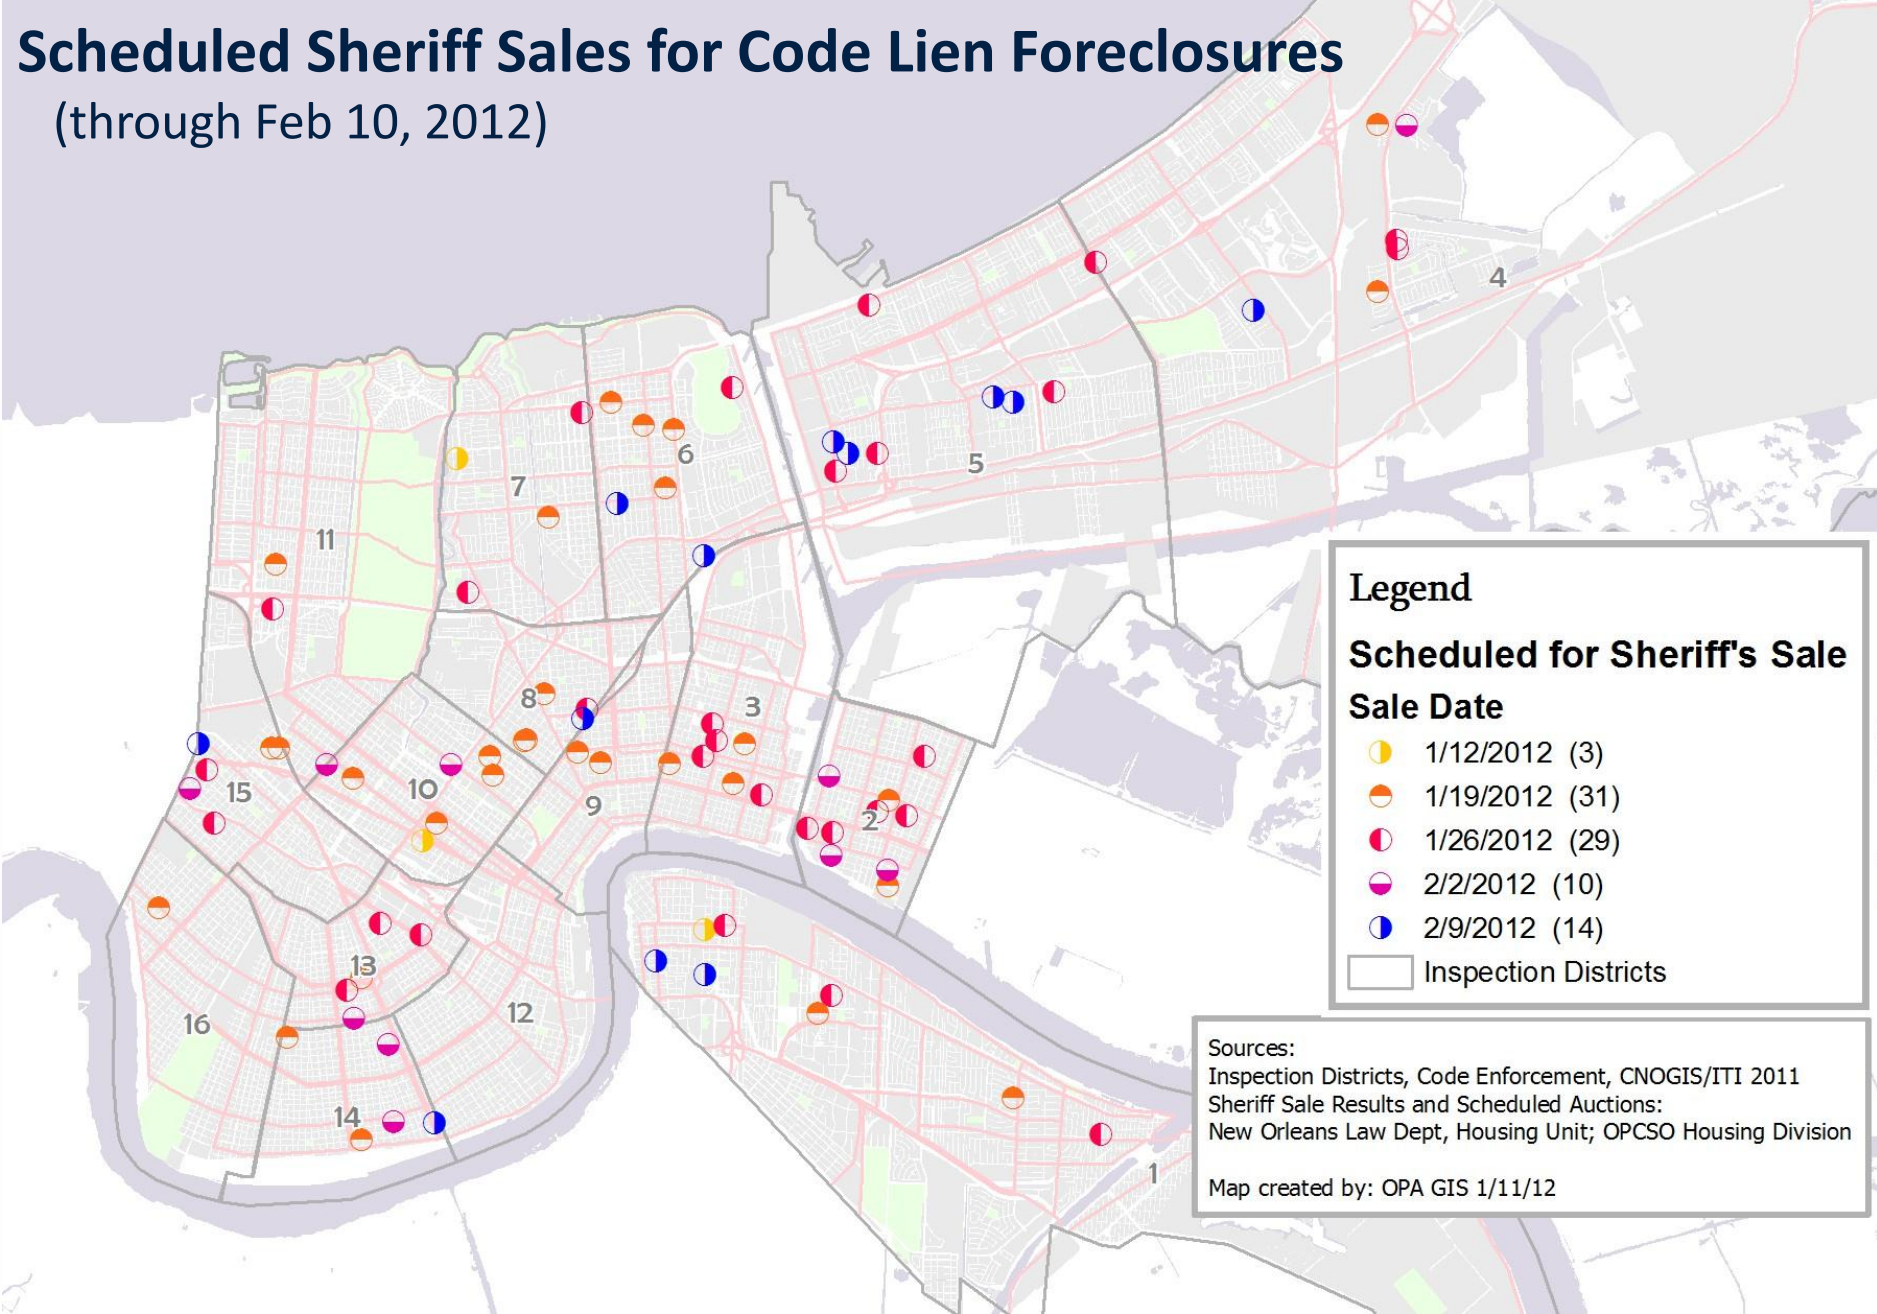 Scheduled Sheriff Sales for Code Lien Foreclosures
(through Feb 10, 2012)
4
5
6
7
11
8
3
15
10
9
2
13
16
12
14
1
Legend
Scheduled for Sheriff's Sale
Sale Date
1/12/2012 (3)
1/19/2012 (31)
1/26/2012 (29)
2/2/2012 (10)
2/9/2012 (14)
Inspection Districts
Sources:
Inspection Districts, Code Enforcement, CNOGIS/ITI 2011
Sheriff Sale Results and Scheduled Auctions:
New Orleans Law Dept, Housing Unit; OPCSO Housing Division
Map created by: OPA GIS 1/11/12